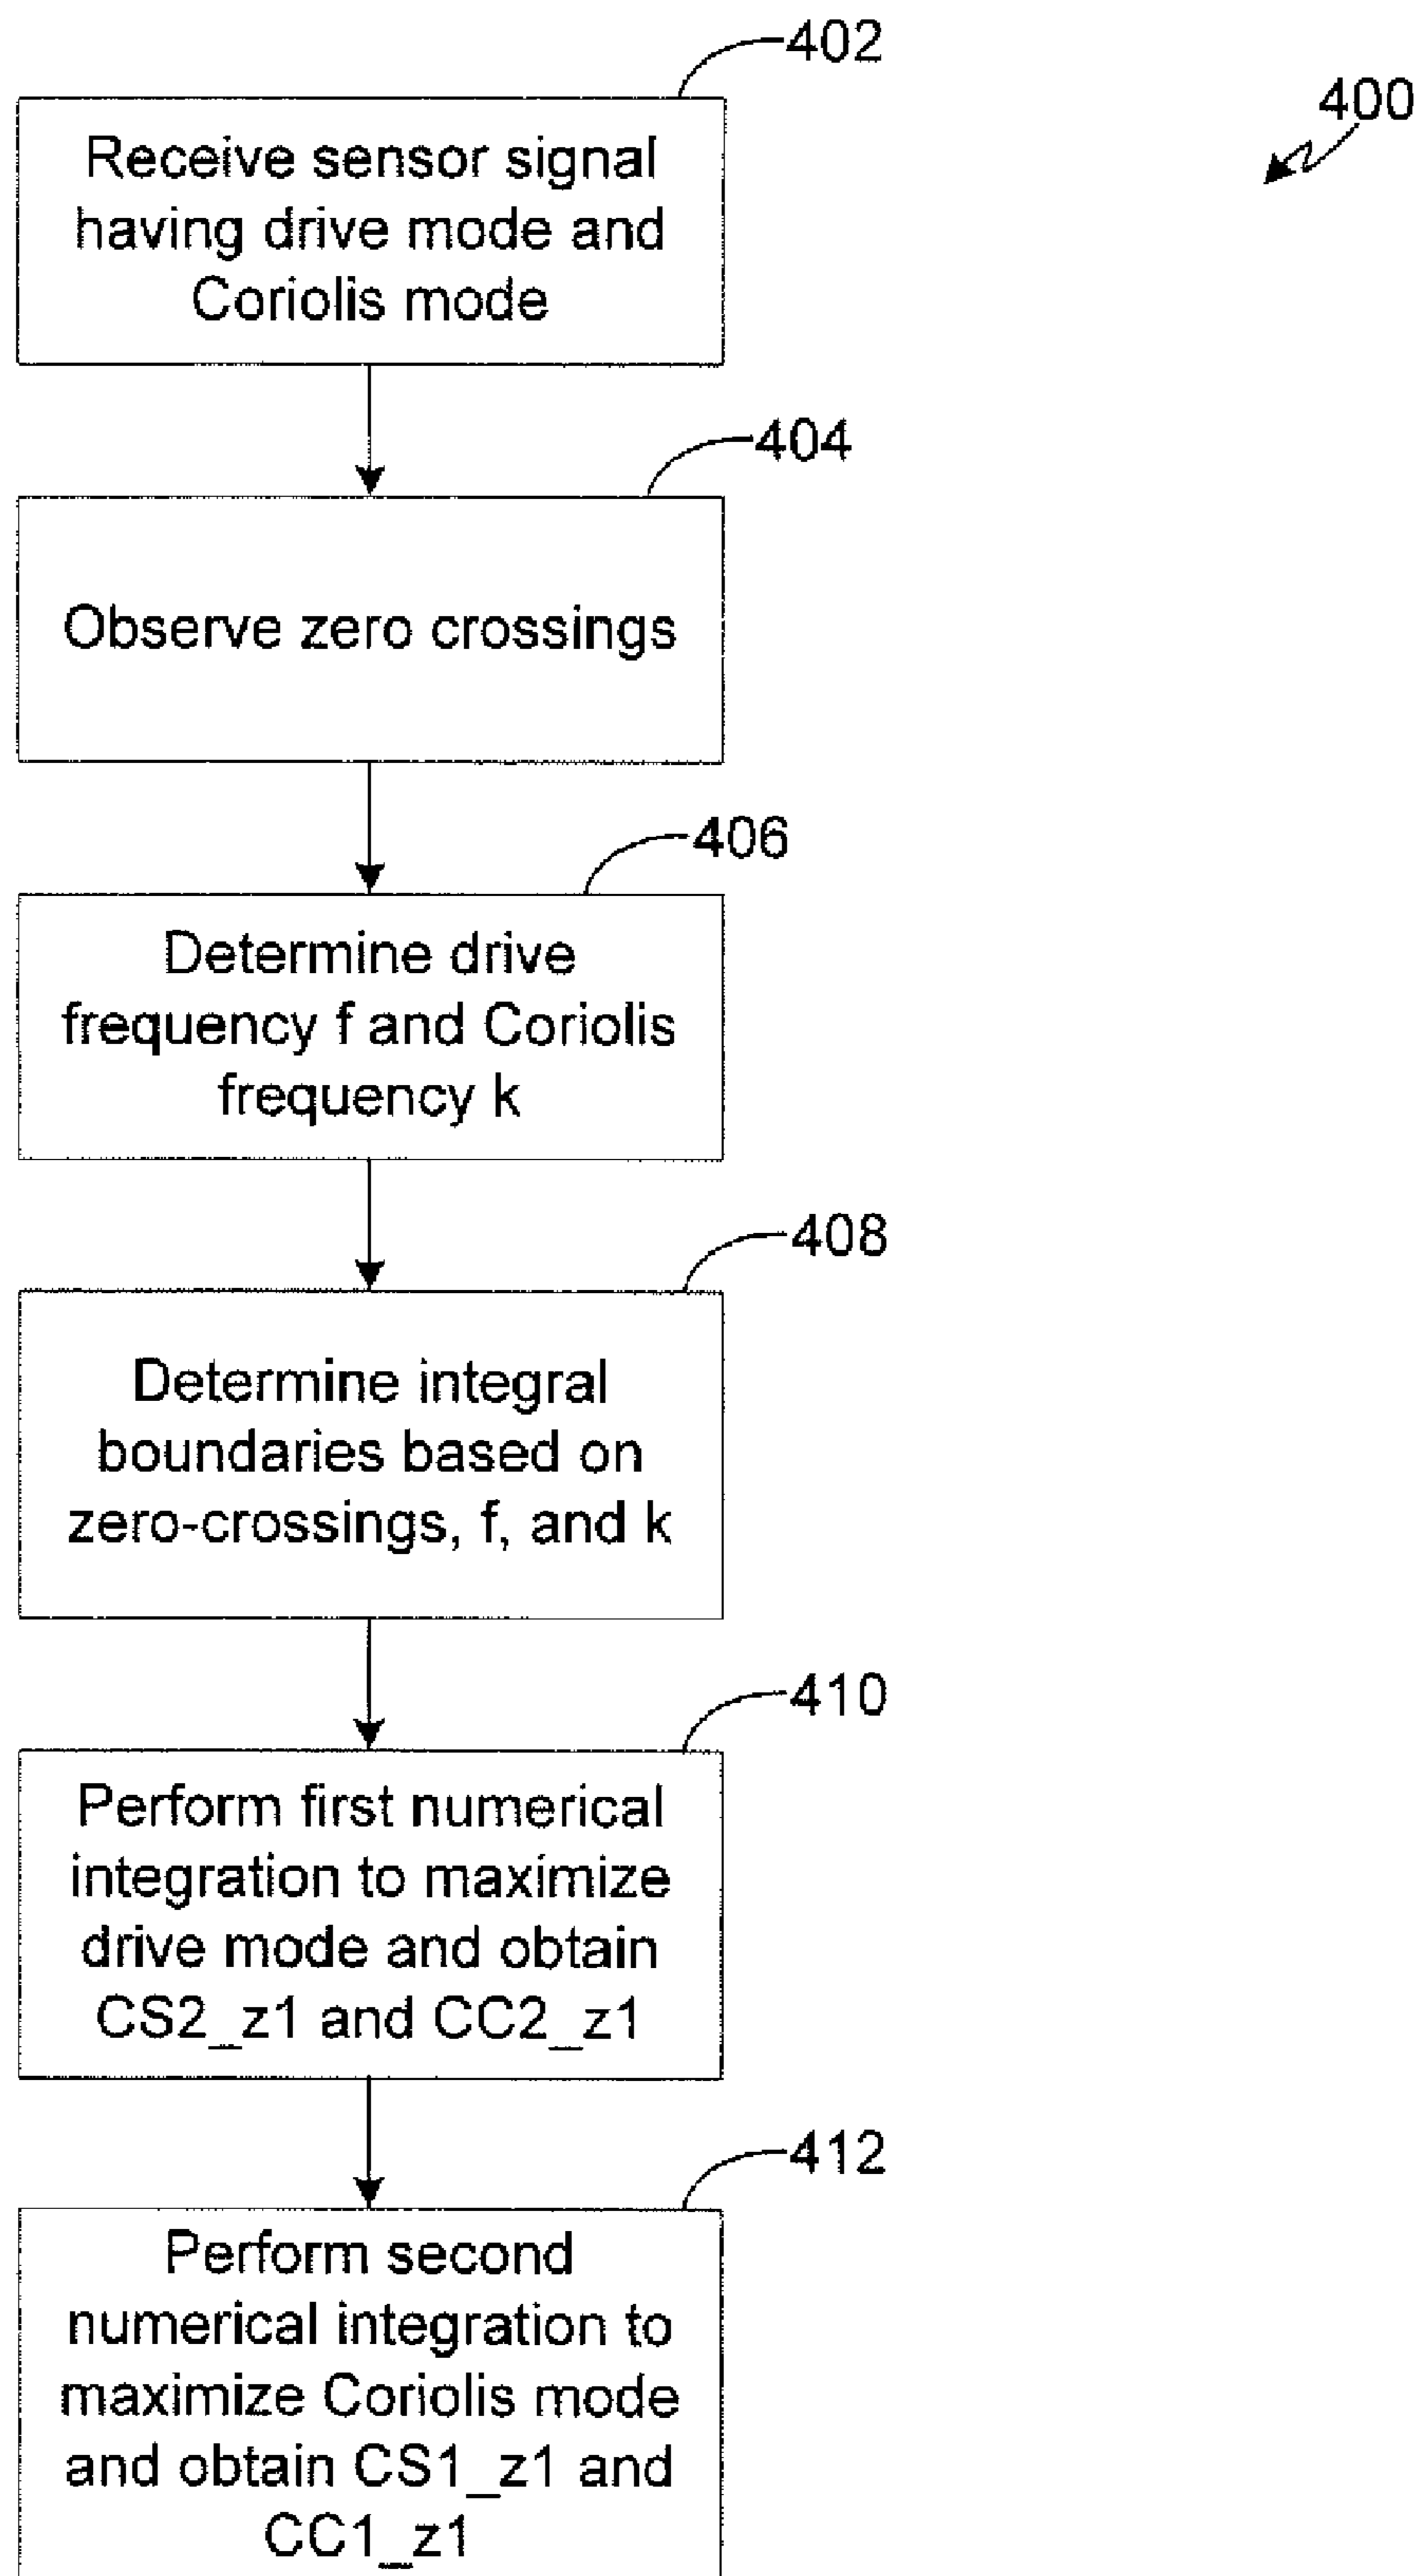 402
400
Receive sensor signal
having drive mode and
Coriolis mode
404
Observe zero crossings
406
Determine drive
frequency f and Coriolis
frequency k
408
Determine integral
boundaries based on
zero-crossings, f, and k
410
Perform first numerical
integration to maximize
drive mode and obtain
CS2_z1 and CC2_z1
412
Perform second
numerical integration to
maximize Coriolis mode
and obtain CS1_z1 and
CC1_z1